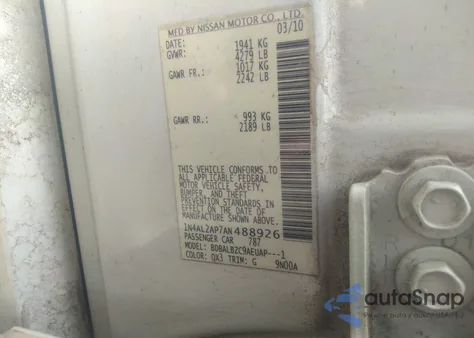 MFD BY NISSAN MOTOR CO., LTD.
DATE: 03/10
GVWR: 1941 KG
4279 LB
GAWR FR.: 1017 KG
2242 LB
GAWR RR.: 993 KG
2189 LB
THIS VEHICLE CONFORMS TO
ALL APPLICABLE FEDERAL
MOTOR VEHICLE SAFETY,
BUMPER, AND THEFT
PREVENTION STANDARDS IN
EFFECT ON THE DATE OF
MANUFACTURE SHOWN ABOVE.
1N4AL2AP7AN488926
PASSENGER CAR 787
BDBALBZC9AEUAP---1
COLOR: QX3 TRIM: G 9N00A
autoSnap